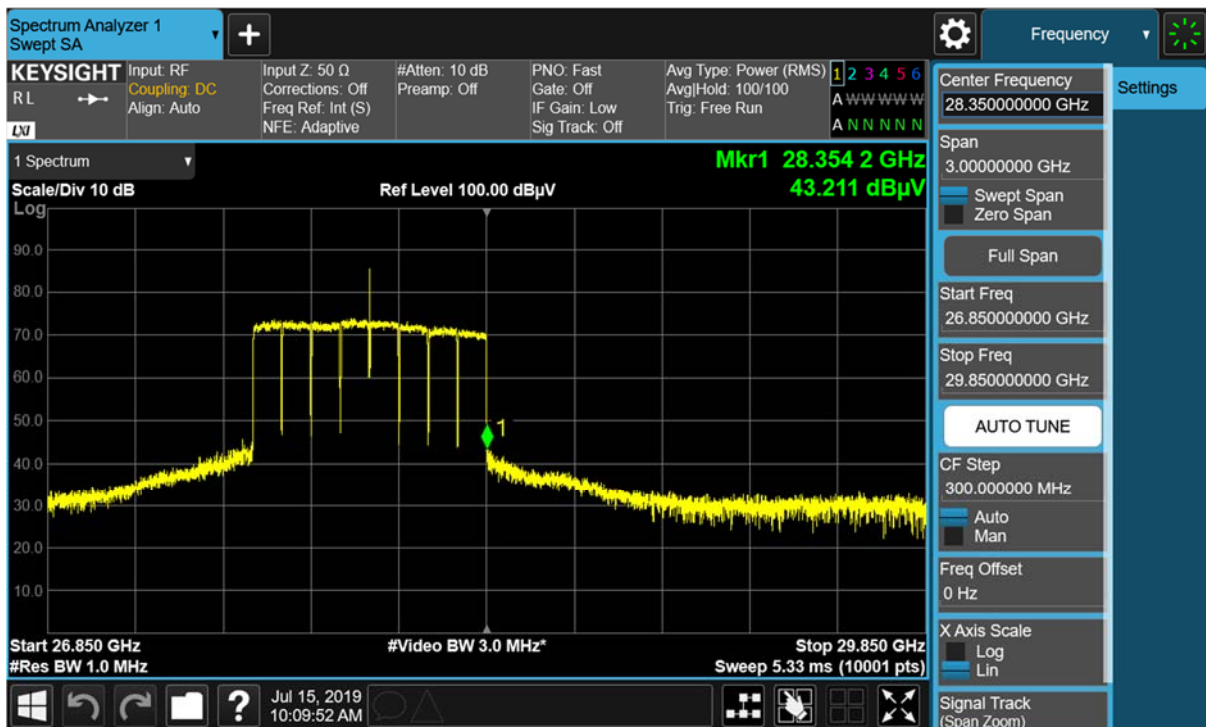 Spectrum Analyzer 1
Swept SA
+
Frequency
KEYSIGHT
R L
LXI
Input: RF
Coupling: DC
Align: Auto
Input Z: 50 Ω
Corrections: Off
Freq Ref: Int (S)
NFE: Adaptive
#Atten: 10 dB
Preamp: Off
PNO: Fast
Gate: Off
IF Gain: Low
Sig Track: Off
Avg Type: Power (RMS)
Avg|Hold: 100/100
Trig: Free Run
1 2 3 4 5 6
A W W W W W
A N N N N N
1 Spectrum
Mkr1 28.354 2 GHz
43.211 dBµV
Scale/Div 10 dB
Ref Level 100.00 dBµV
Log
90.0
80.0
70.0
60.0
50.0
40.0
30.0
20.0
10.0
1
Start 26.850 GHz
#Video BW 3.0 MHz*
Stop 29.850 GHz
#Res BW 1.0 MHz
Sweep 5.33 ms (10001 pts)
?
Jul 15, 2019
10:09:52 AM
Center Frequency
28.350000000 GHz
Span
3.00000000 GHz
Swept Span
Zero Span
Full Span
Start Freq
26.850000000 GHz
Stop Freq
29.850000000 GHz
AUTO TUNE
CF Step
300.000000 MHz
Auto
Man
Freq Offset
0 Hz
X Axis Scale
Log
Lin
Signal Track
(Span Zoom)
Settings